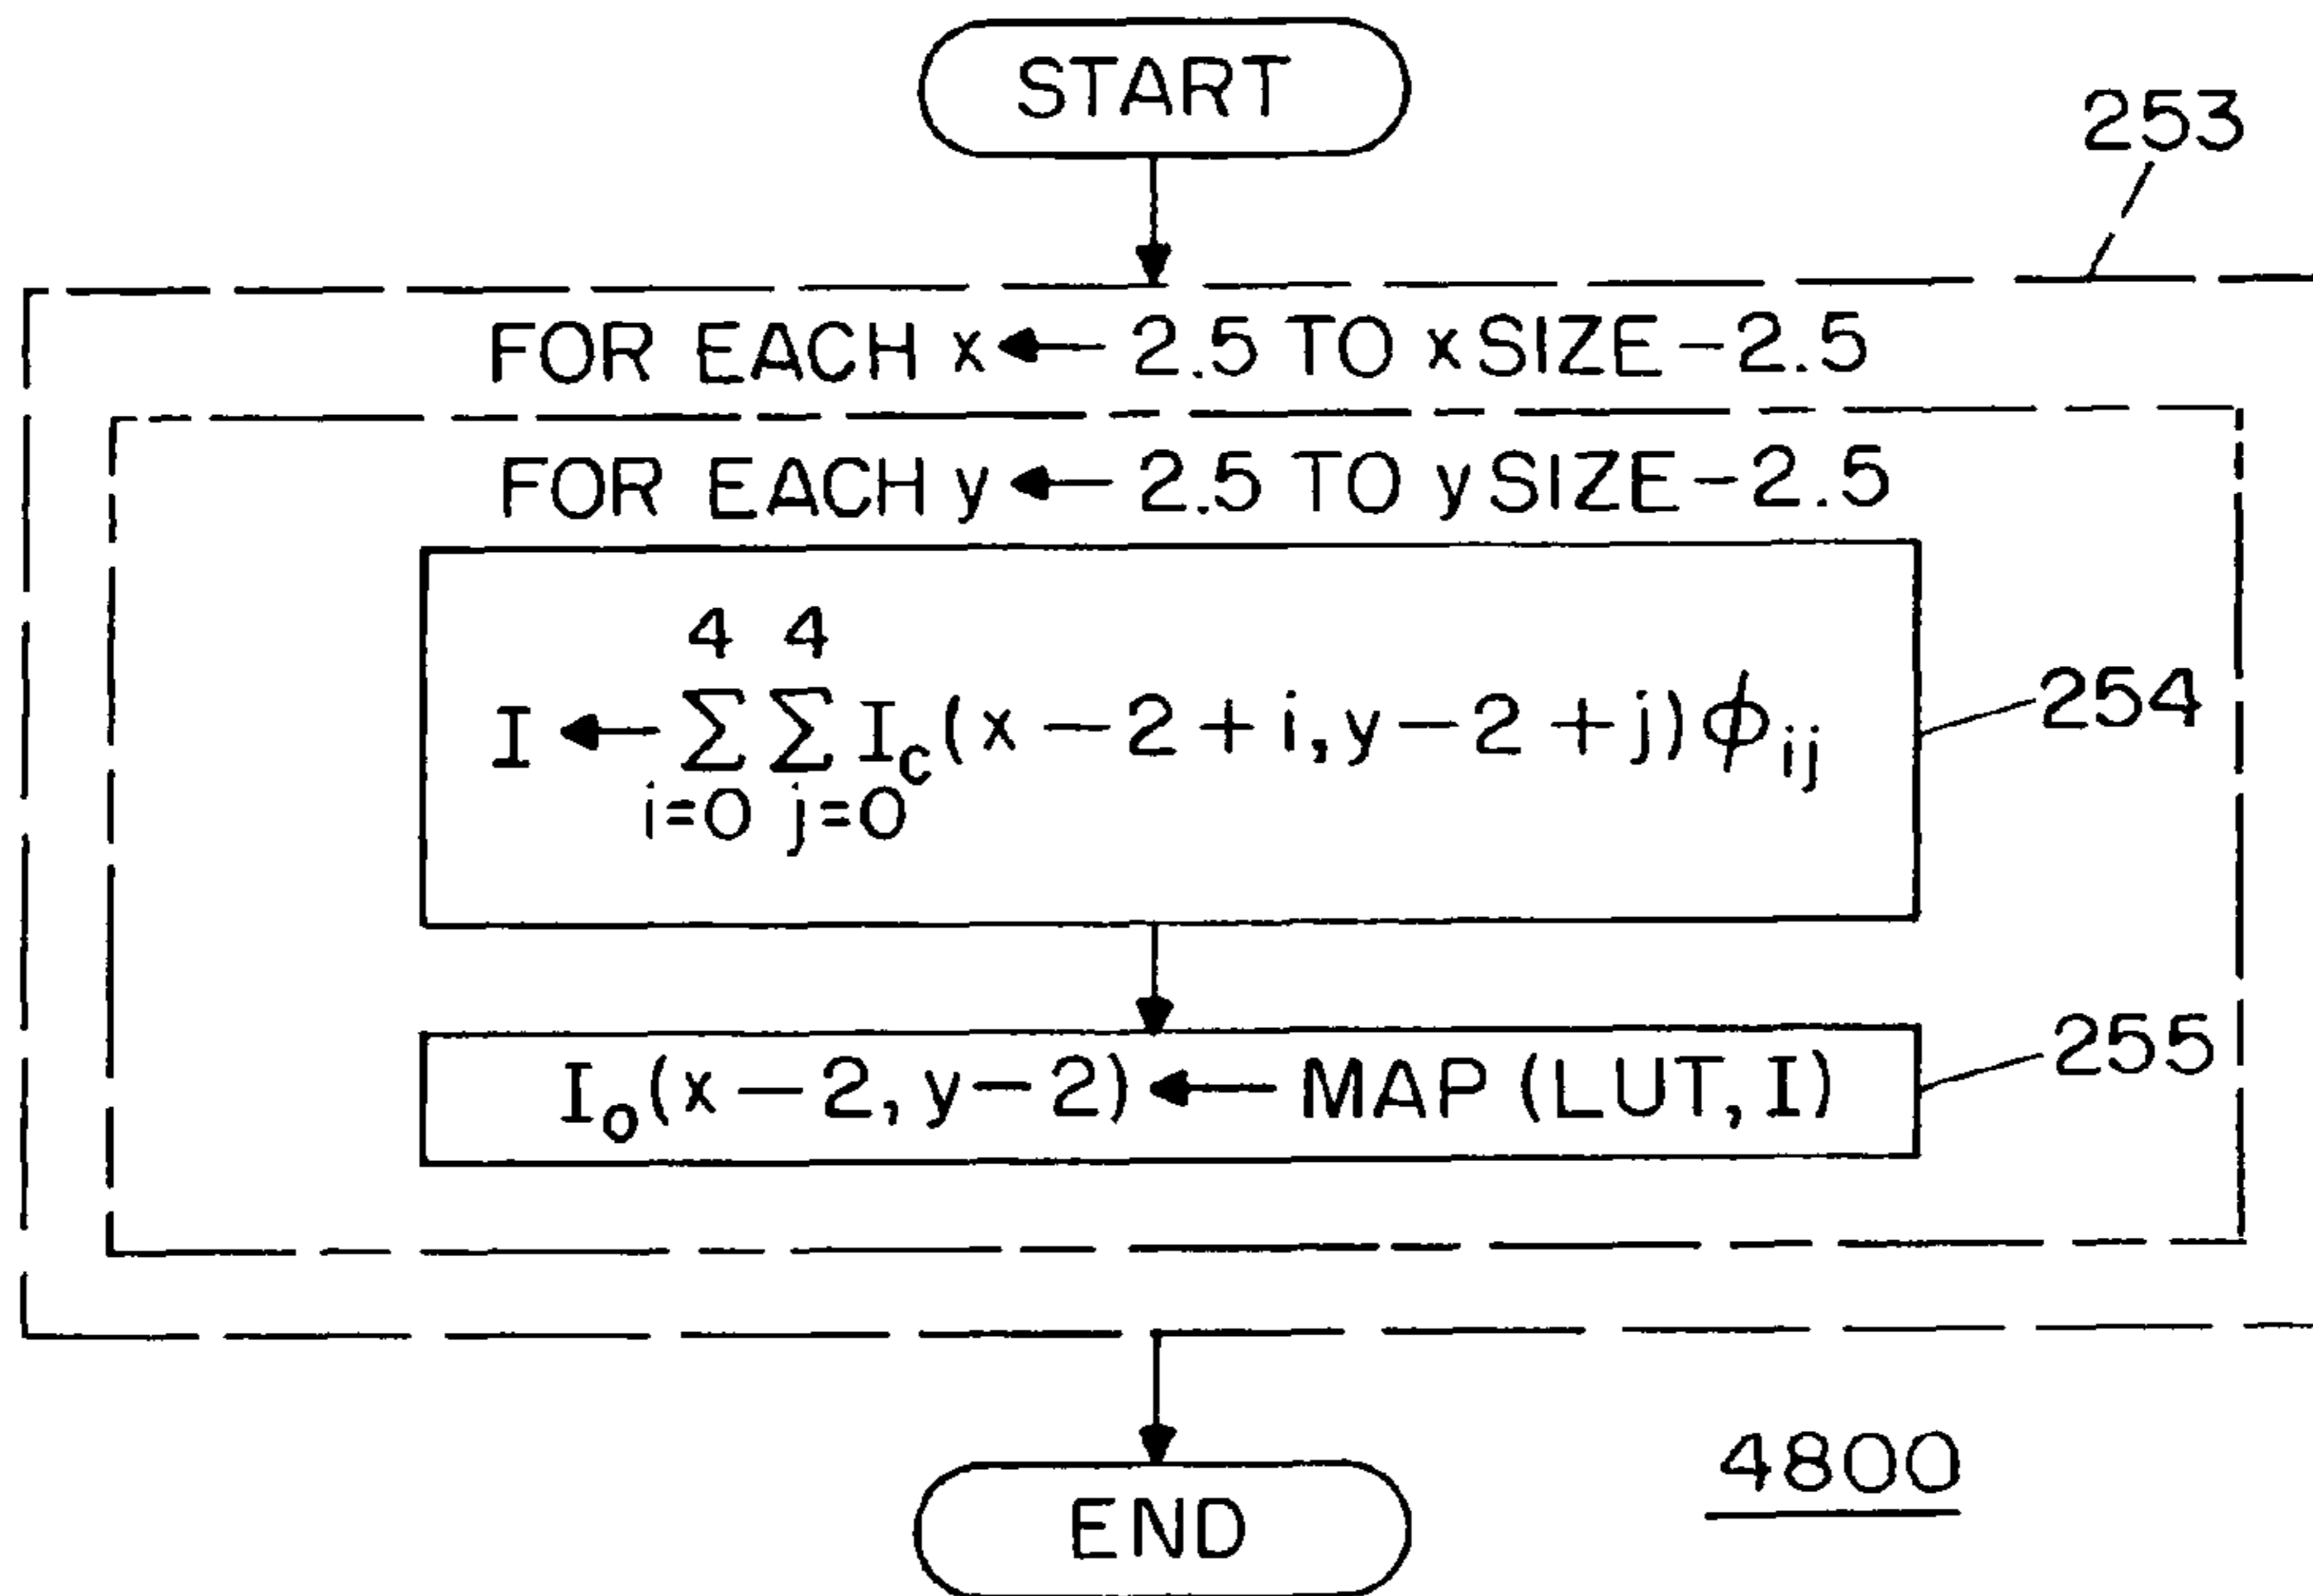 START
253
FOR EACH x ← 2.5 TO xSIZE-2.5
FOR EACH y ← 2.5 TO ySIZE-2.5
4 4
I ← Σ Σ I_c(x-2+i,y-2+j)ϕ_ij
i=0 j=0
254
I_o(x-2,y-2) ← MAP(LUT,I)
255
4800
END